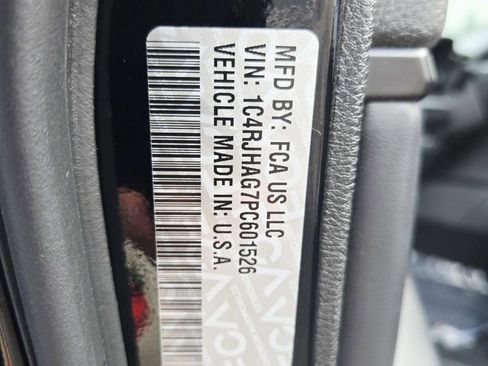 MFD BY: FCA US LLC
VIN: 1C4RJHAG7PC601526
VEHICLE MADE IN: U.S.A.